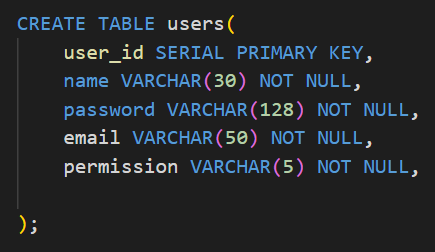 CREATE TABLE users(
    user_id SERIAL PRIMARY KEY,
    name VARCHAR(30) NOT NULL,
    password VARCHAR(128) NOT NULL,
    email VARCHAR(50) NOT NULL,
    permission VARCHAR(5) NOT NULL,
);